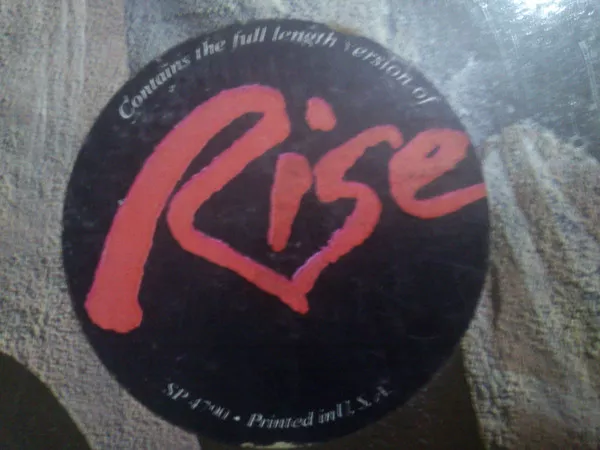 Contains the full length version of
Rise
SP 4790 • Printed in U.S.A